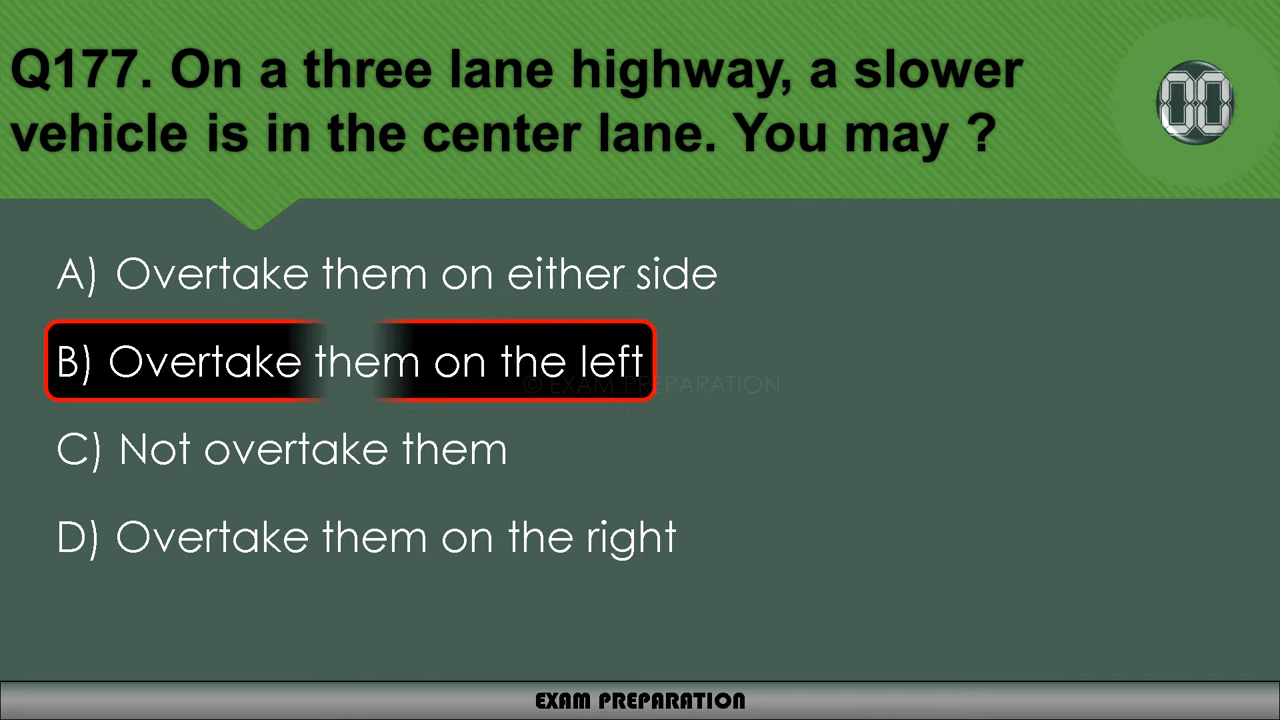 Q177. On a three lane highway, a slower
vehicle is in the center lane. You may ?
00
A) Overtake them on either side
B) Overtake them on the left
© EXAM PREPARATION
C) Not overtake them
D) Overtake them on the right
EXAM PREPARATION